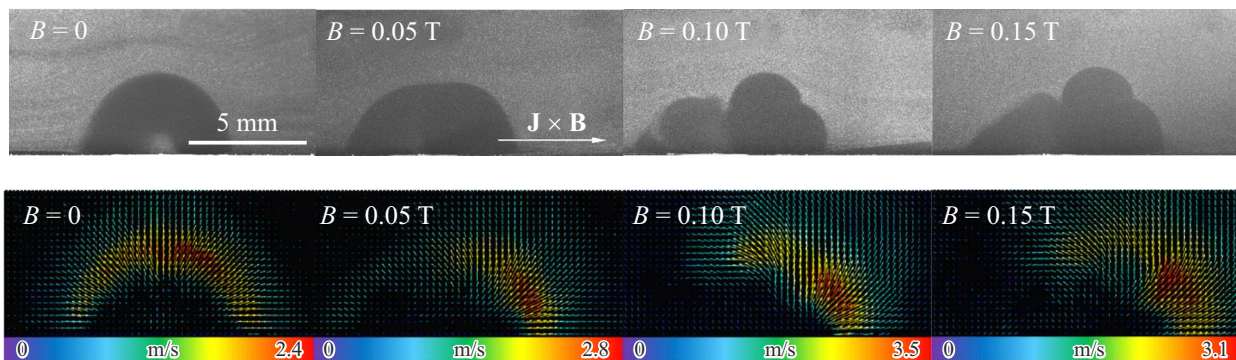 B = 0
B = 0.05 T
B = 0.10 T
B = 0.15 T
5 mm
J × B
B = 0
B = 0.05 T
B = 0.10 T
B = 0.15 T
0 m/s 2.4
0 m/s 2.8
0 m/s 3.5
0 m/s 3.1